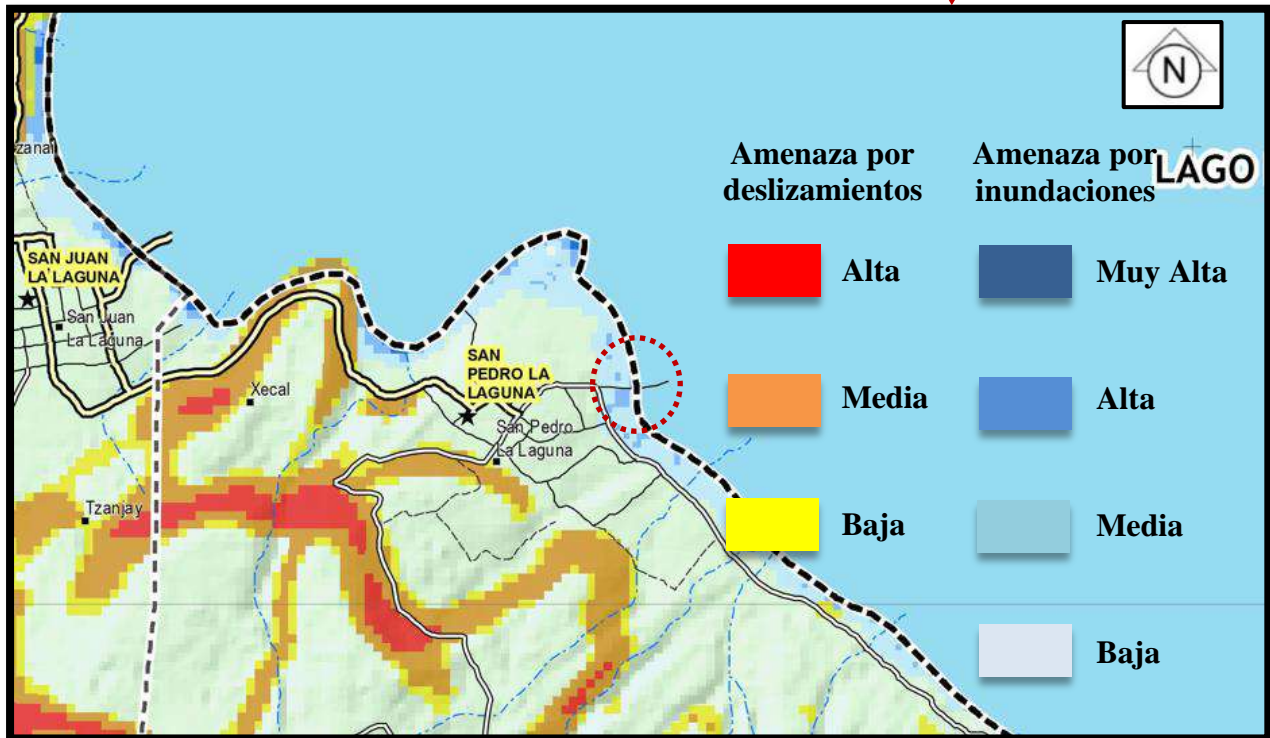 N
LAGO
Amenaza por
deslizamientos
Alta
Media
Baja
Amenaza por
inundaciones
Muy Alta
Alta
Media
Baja
zanal
SAN JUAN
LA LAGUNA
San Juan
La Laguna
Xecal
SAN
PEDRO LA
LAGUNA
San Pedro
La Laguna
Tzanjay